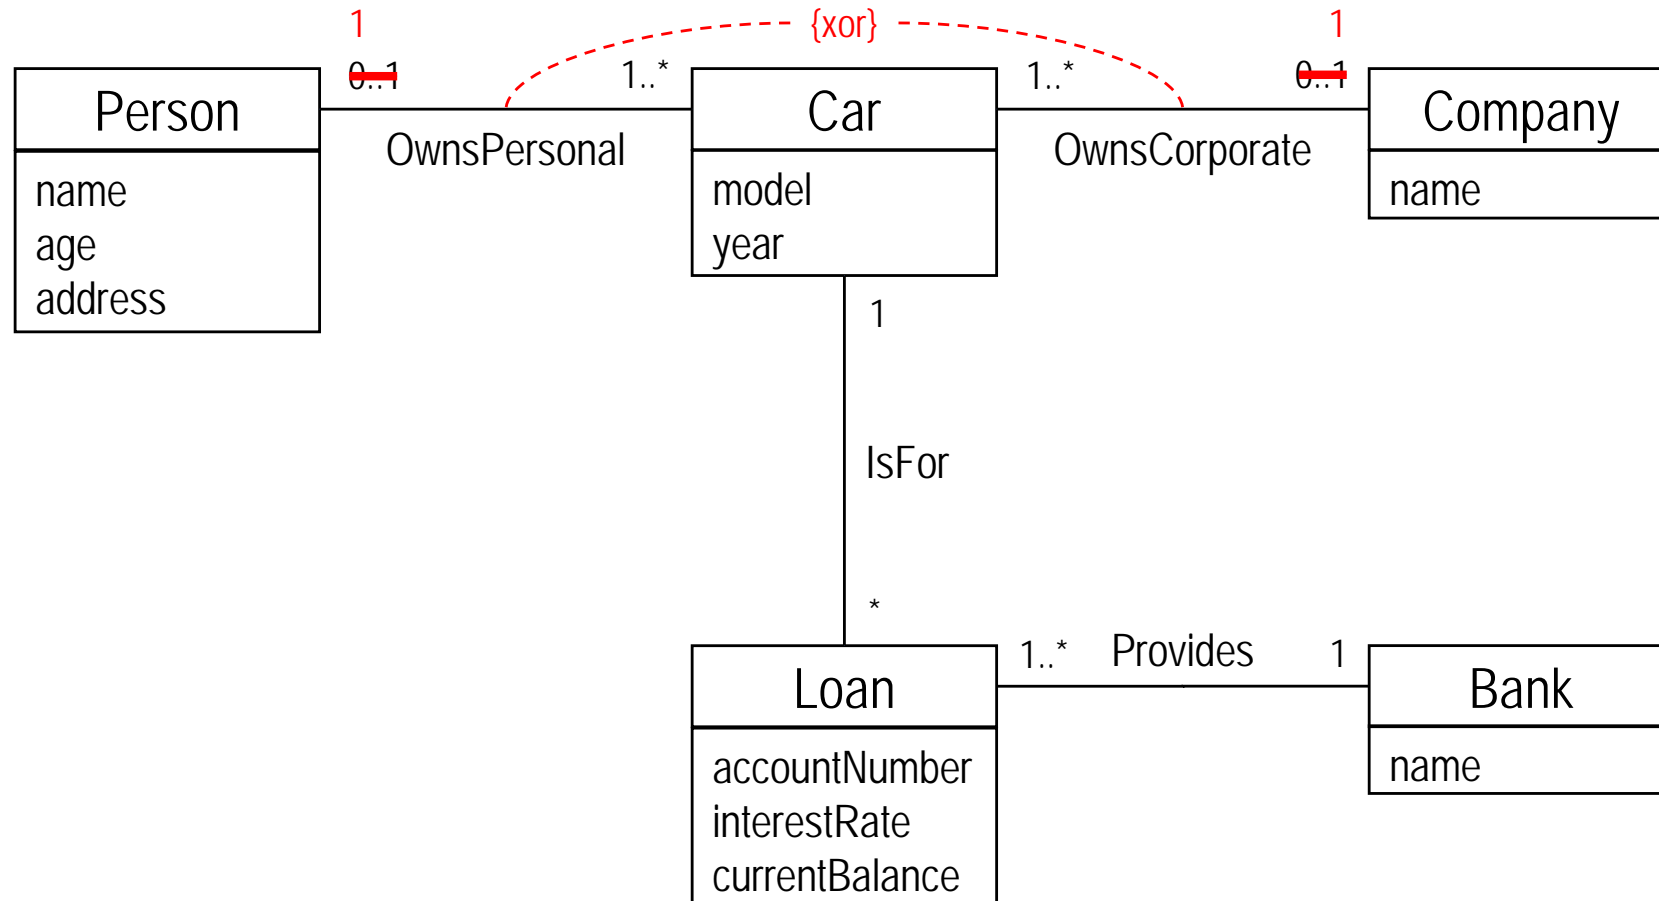 1 {xor} 1
0..1 1..* 1..* 0..1
Person Car Company
OwnsPersonal OwnsCorporate
name model name
age year
address
1
IsFor
*
1..* Provides 1
Loan Bank
accountNumber name
interestRate
currentBalance